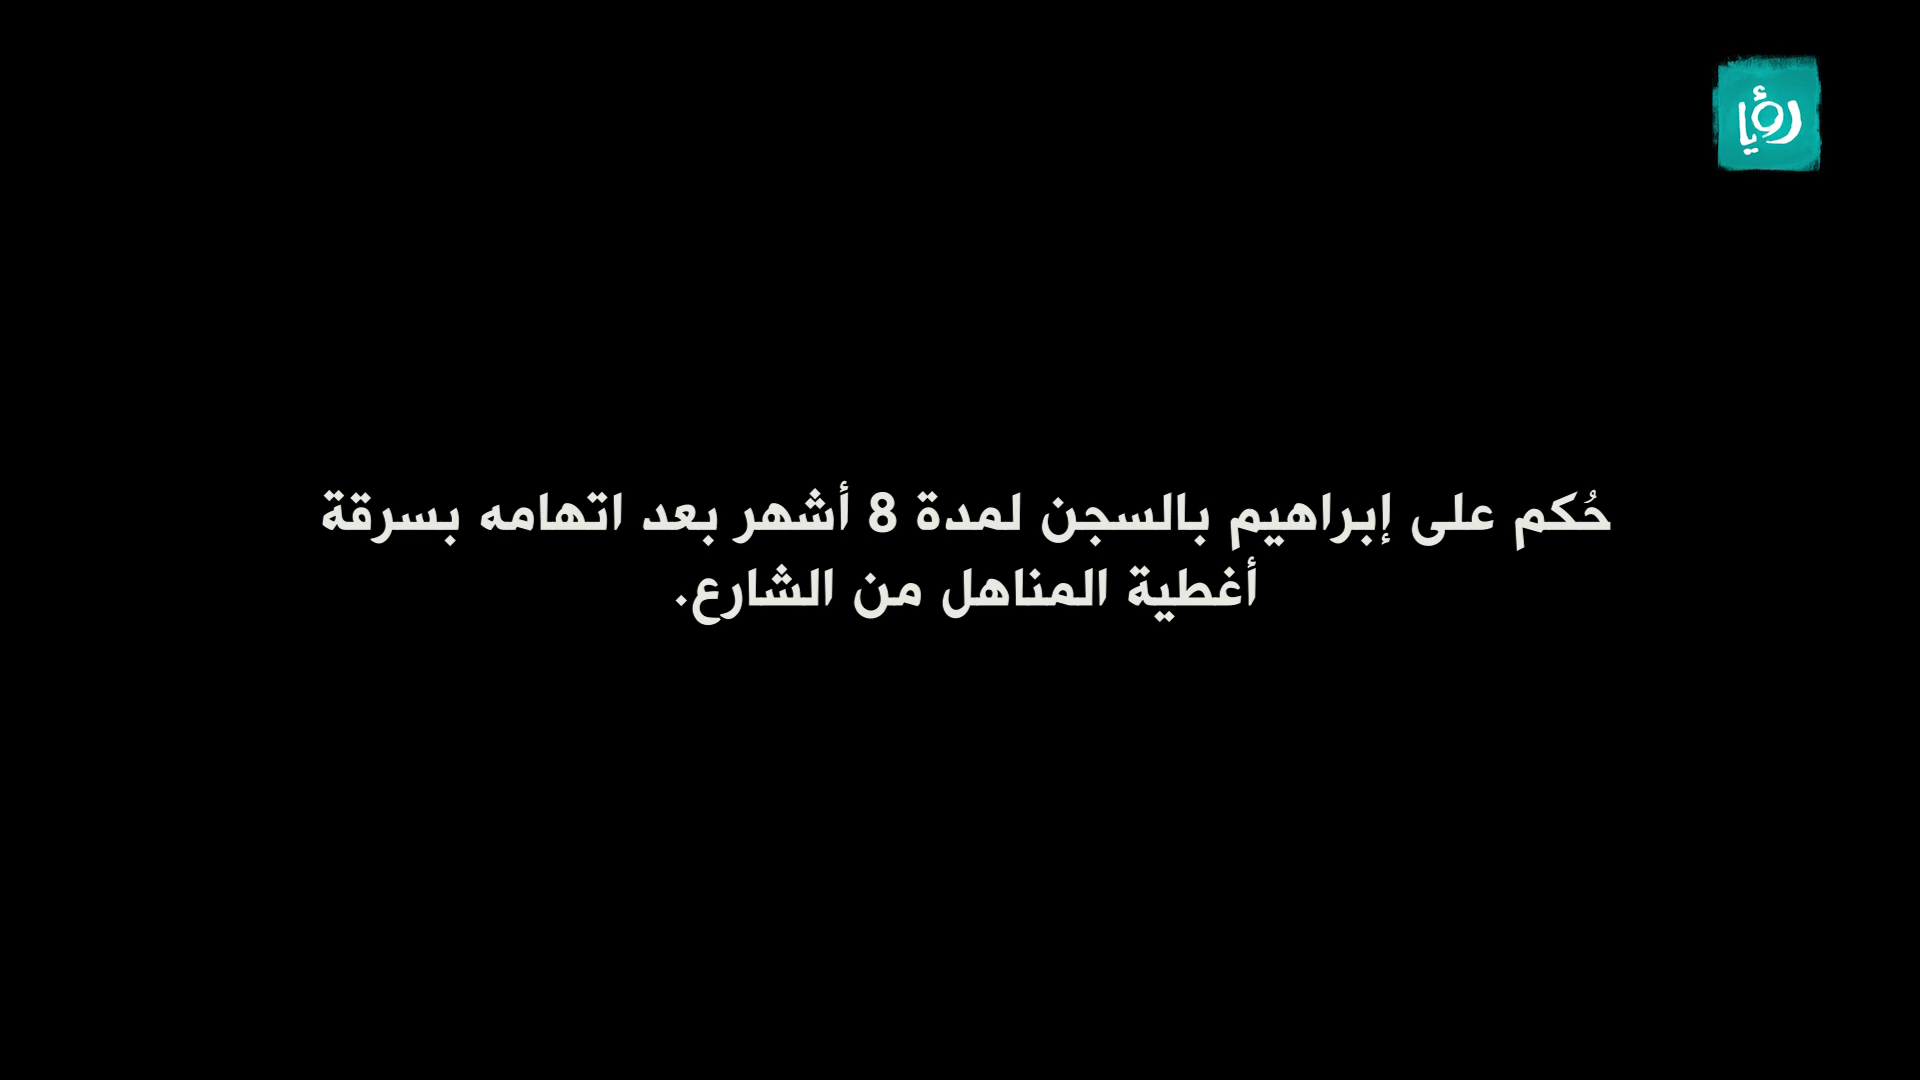 رؤيا
حُكم على إبراهيم بالسجن لمدة 8 أشهر بعد اتهامه بسرقة
أغطية المناهل من الشارع.